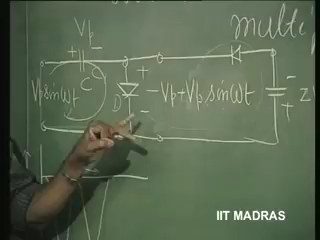 multi
Vp
+ -
Vp sinωt
C
D
+
-
-Vp+Vp sinωt
-
+
IIT MADRAS